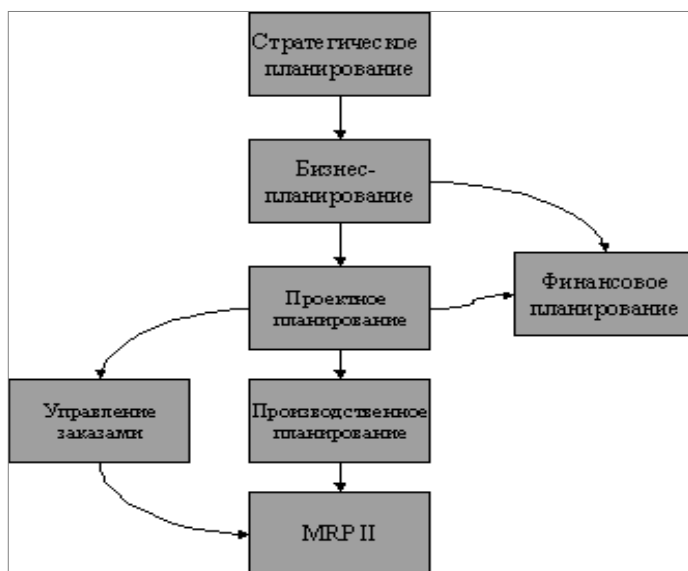 Стратегическое
планирование
Бизнес-
планирование
Финансовое
планирование
Проектное
планирование
Управление
заказами
Производственное
планирование
MRP II